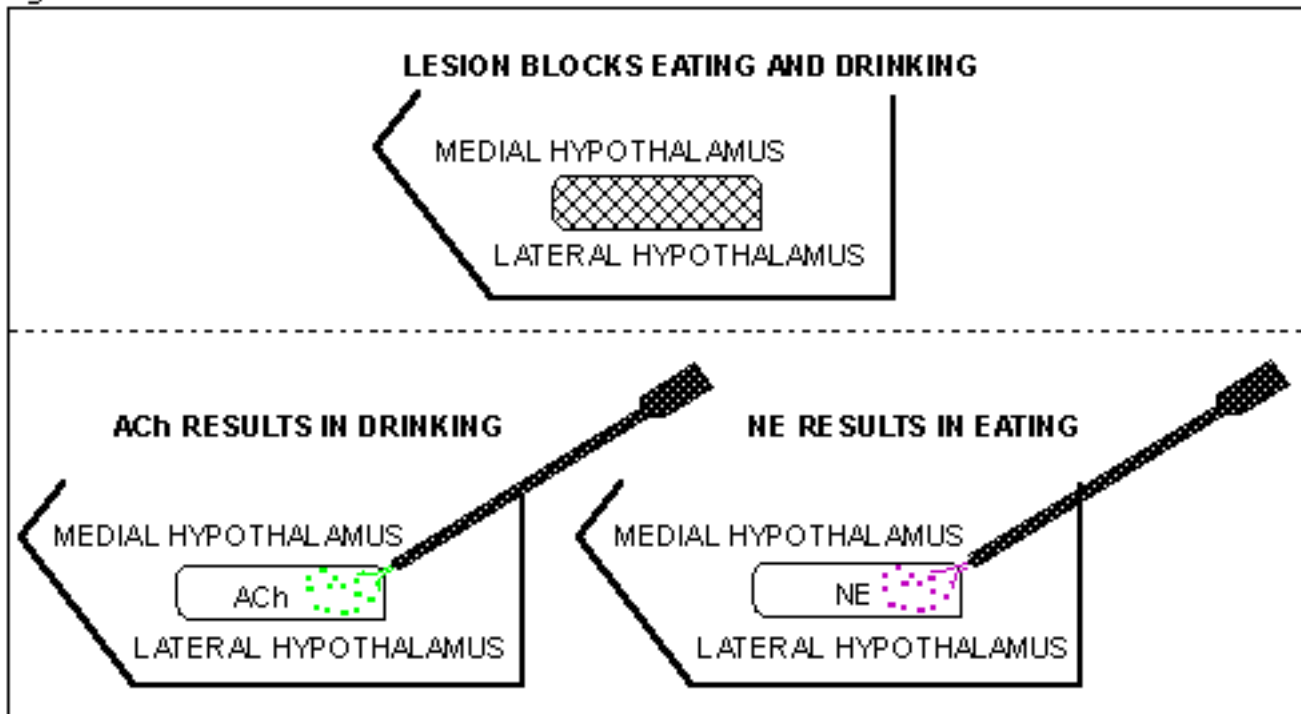 LESION BLOCKS EATING AND DRINKING
MEDIAL HYPOTHALAMUS
LATERAL HYPOTHALAMUS
ACh RESULTS IN DRINKING
MEDIAL HYPOTHALAMUS
ACh
LATERAL HYPOTHALAMUS
NE RESULTS IN EATING
MEDIAL HYPOTHALAMUS
NE
LATERAL HYPOTHALAMUS